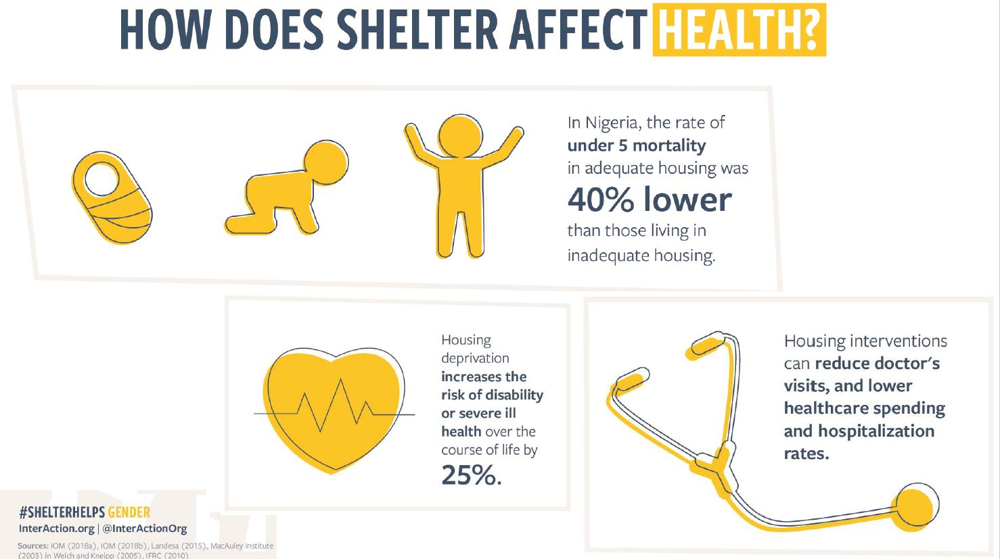 HOW DOES SHELTER AFFECT HEALTH?
In Nigeria, the rate of
under 5 mortality
in adequate housing was
40% lower
than those living in
inadequate housing.
Housing
deprivation
increases the
risk of disability
or severe ill
health over the
course of life by
25%.
Housing interventions
can reduce doctor's
visits, and lower
healthcare spending
and hospitalization
rates.
#SHELTERHELPS GENDER
InterAction.org | @InterActionOrg
Sources: IOM (2018a), IOM (2018b), Landesa (2015), MacAuley Institute
(2003) in Welch and Kneipp (2005), IFRC (2010)